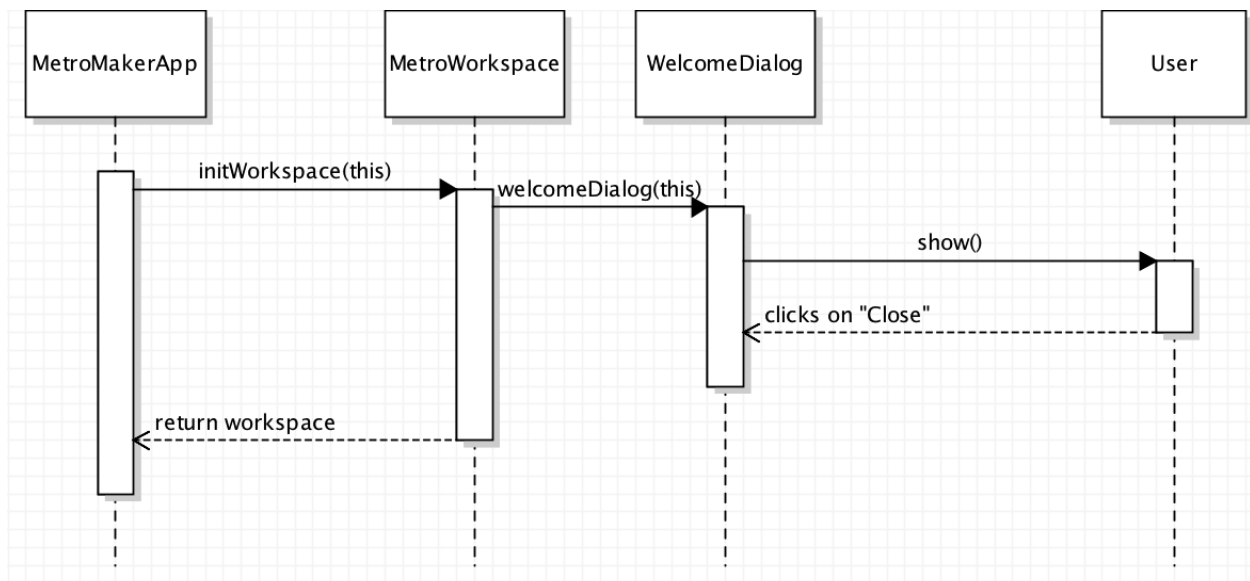 MetroMakerApp
MetroWorkspace
WelcomeDialog
User
initWorkspace(this)
welcomeDialog(this)
show()
clicks on "Close"
return workspace